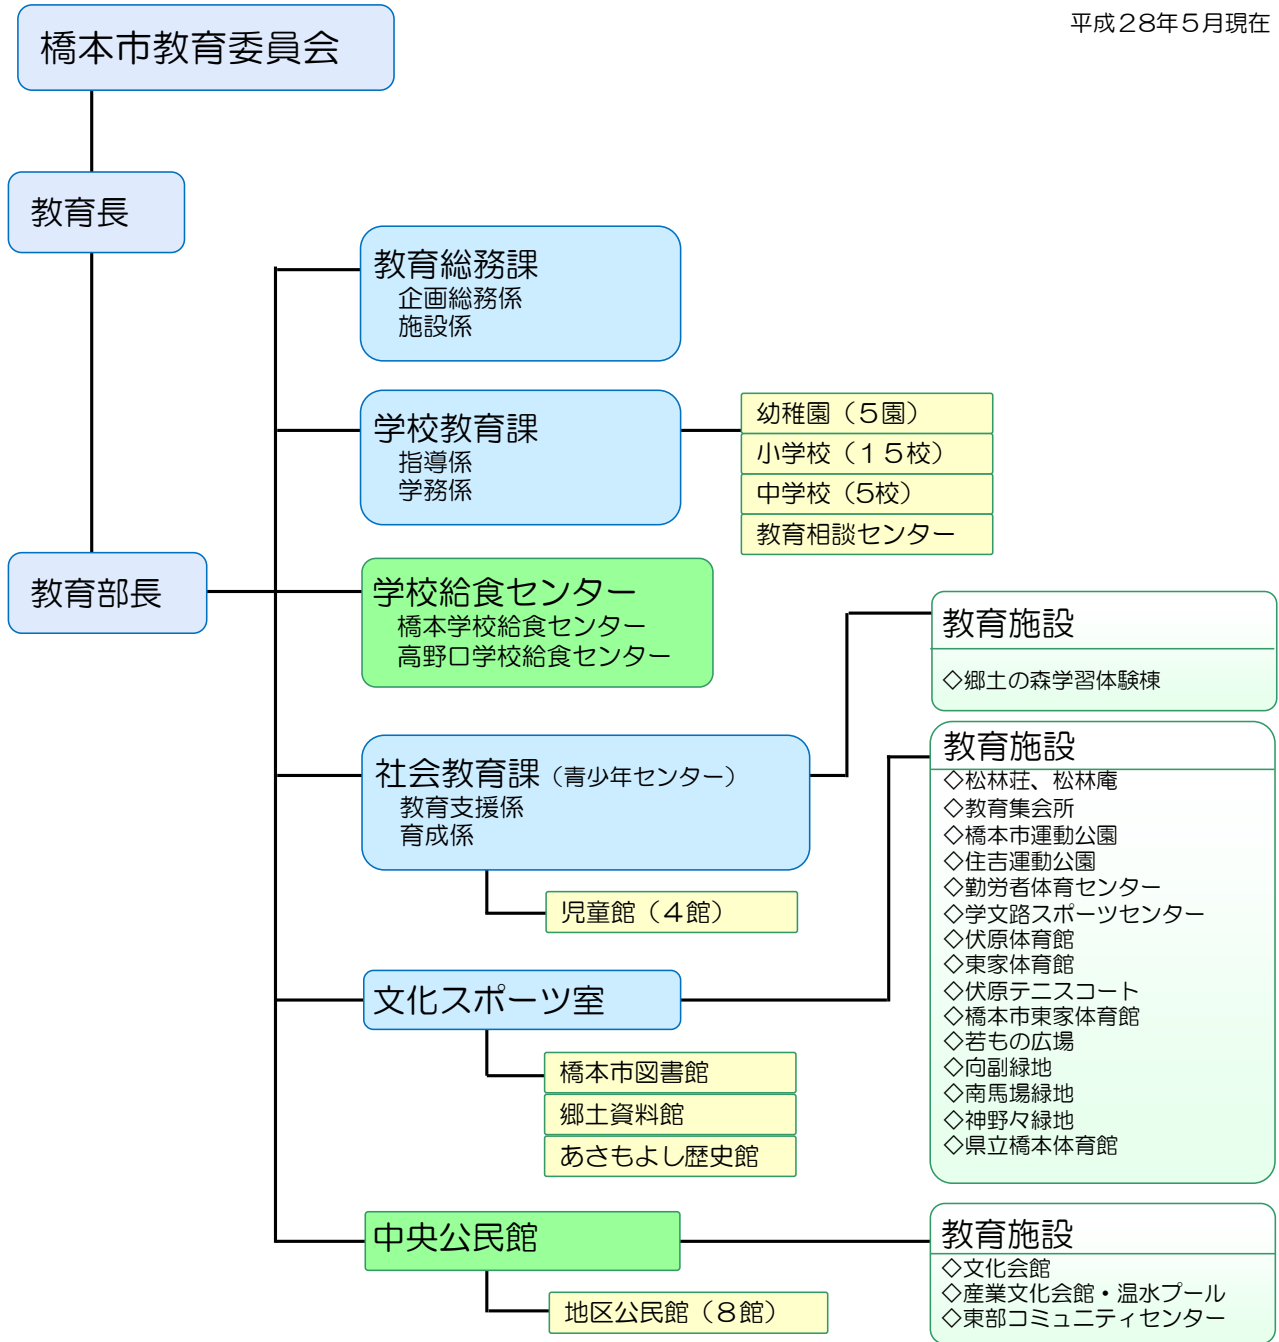 平成２８年５月現在
橋本市教育委員会
教育長
教育部長
教育総務課
企画総務係
施設係
学校教育課
指導係
学務係
幼稚園（５園）
小学校（１５校）
中学校（５校）
教育相談センター
学校給食センター
橋本学校給食センター
高野口学校給食センター
社会教育課（青少年センター）
教育支援係
育成係
児童館（４館）
教育施設
◇郷土の森学習体験棟
文化スポーツ室
橋本市図書館
郷土資料館
あさもよし歴史館
教育施設
◇松林荘、松林庵
◇教育集会所
◇橋本市運動公園
◇住吉運動公園
◇勤労者体育センター
◇学文路スポーツセンター
◇伏原体育館
◇東家体育館
◇伏原テニスコート
◇橋本市東家体育館
◇若もの広場
◇向副緑地
◇南馬場緑地
◇神野々緑地
◇県立橋本体育館
中央公民館
地区公民館（８館）
教育施設
◇文化会館
◇産業文化会館・温水プール
◇東部コミュニティセンター